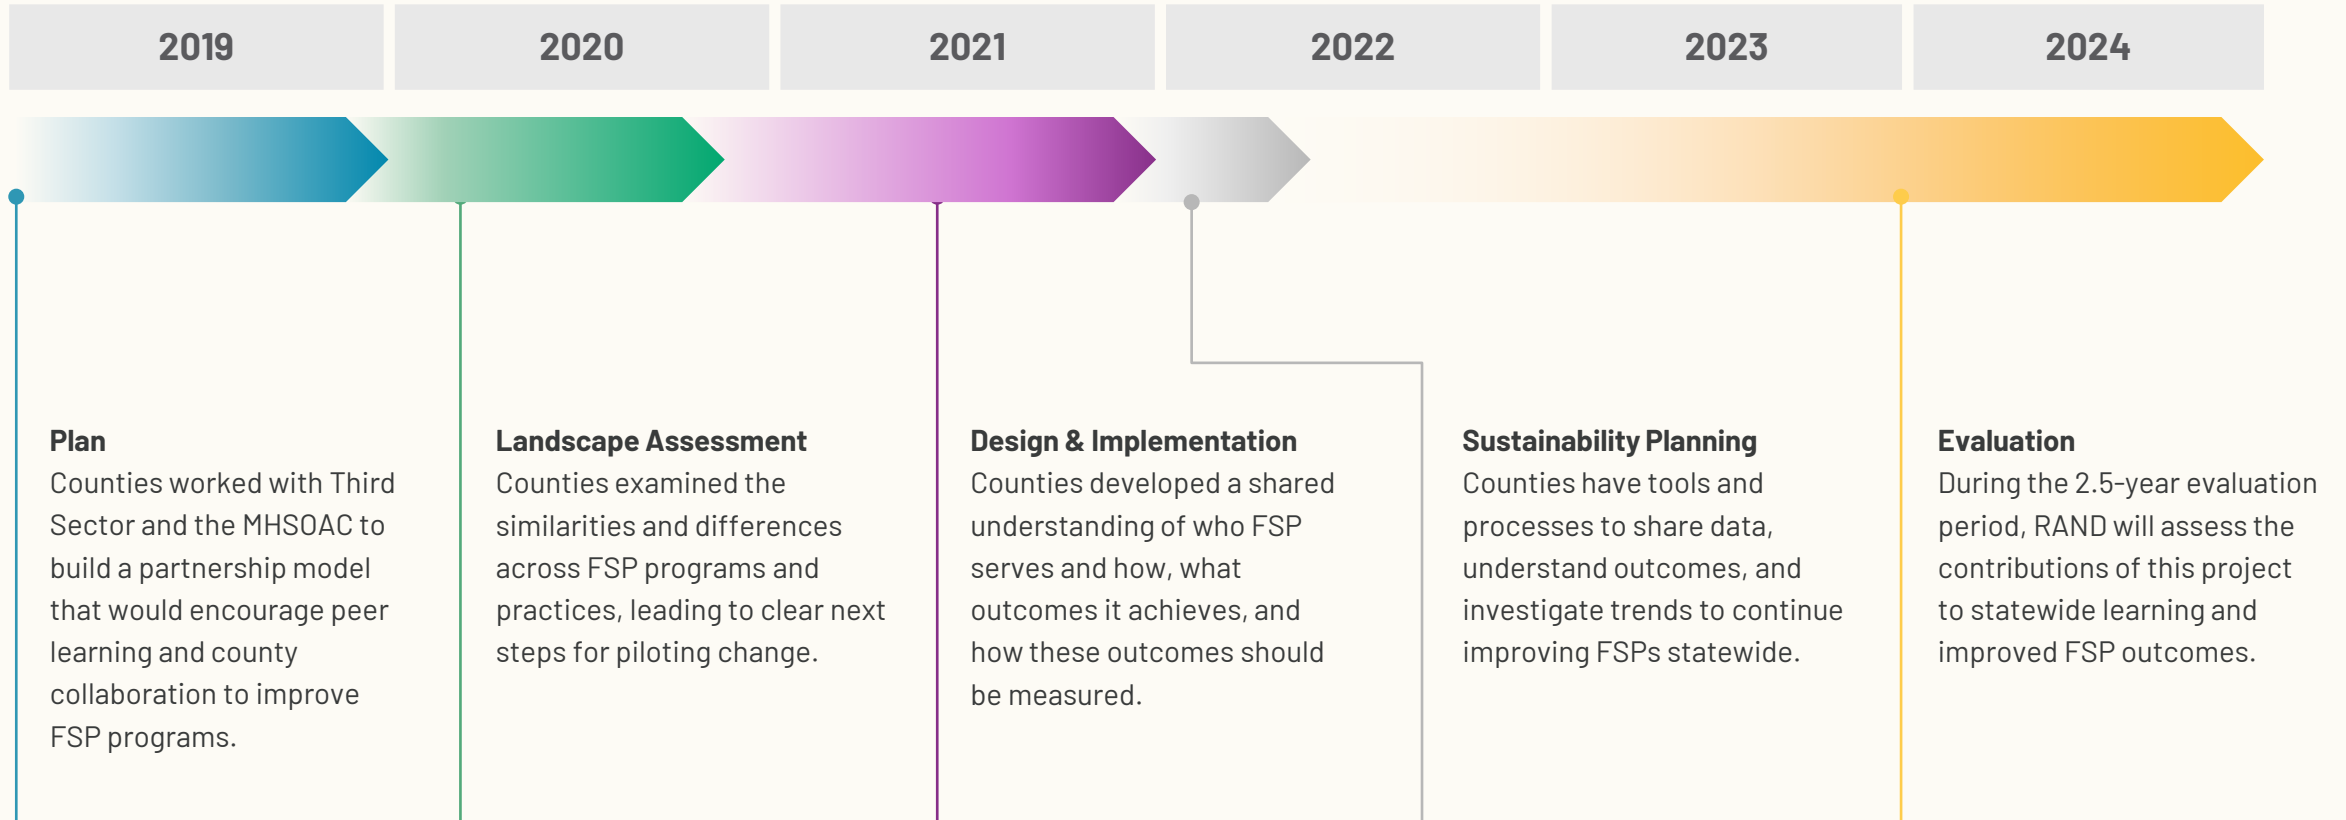 2019
2020
2021
2022
2023
2024
Plan
Counties worked with Third
Sector and the MHSOAC to
build a partnership model
that would encourage peer
learning and county
collaboration to improve
FSP programs.
Landscape Assessment
Counties examined the
similarities and differences
across FSP programs and
practices, leading to clear next
steps for piloting change.
Design & Implementation
Counties developed a shared
understanding of who FSP
serves and how, what
outcomes it achieves, and
how these outcomes should
be measured.
Sustainability Planning
Counties have tools and
processes to share data,
understand outcomes, and
investigate trends to continue
improving FSPs statewide.
Evaluation
During the 2.5-year evaluation
period, RAND will assess the
contributions of this project
to statewide learning and
improved FSP outcomes.